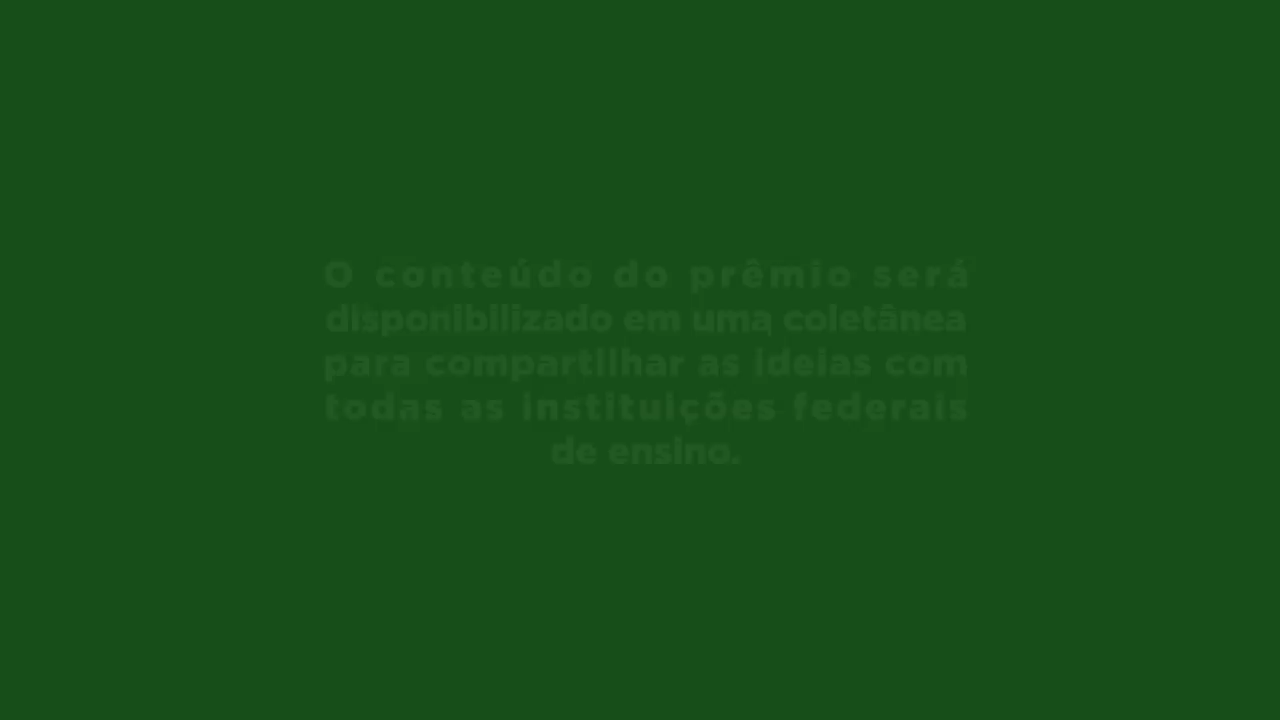 O conteúdo do prêmio será
disponibilizado em uma coletânea
para compartilhar as ideias com
todas as instituições federais
de ensino.